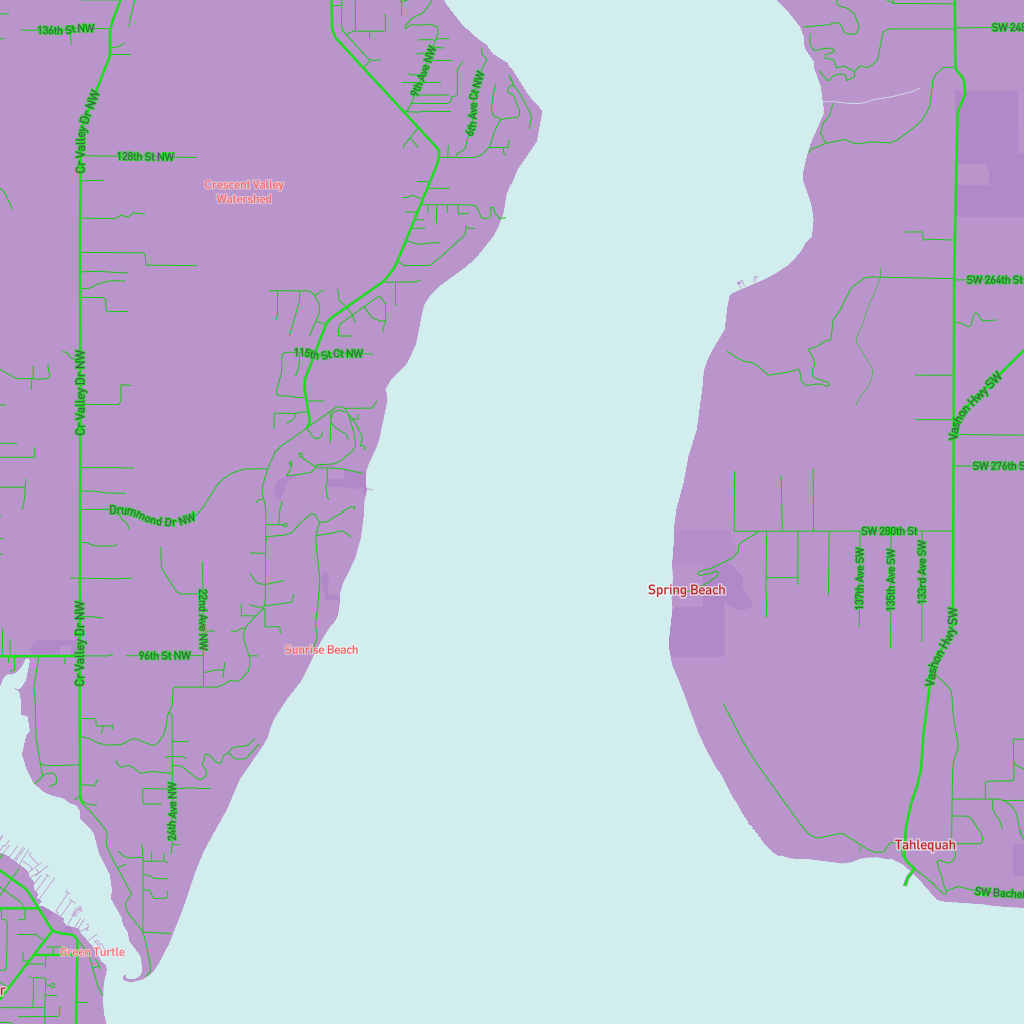 136th St NW
SW 240
9th Ave NW
6th Ave Ct NW
Cr Valley Dr NW
128th St NW
Crescent Valley
Watershed
SW 264th St
115th St Ct NW
Cr Valley Dr NW
Vashon Hwy SW
SW 276th S
Drummond Dr NW
SW 280th St
137th Ave SW
135th Ave SW
133rd Ave SW
Spring Beach
22nd Ave NW
Cr Valley Dr NW
Vashon Hwy SW
Sunrise Beach
96th St NW
24th Ave NW
Tahlequah
SW Bache
Green Turtle
r